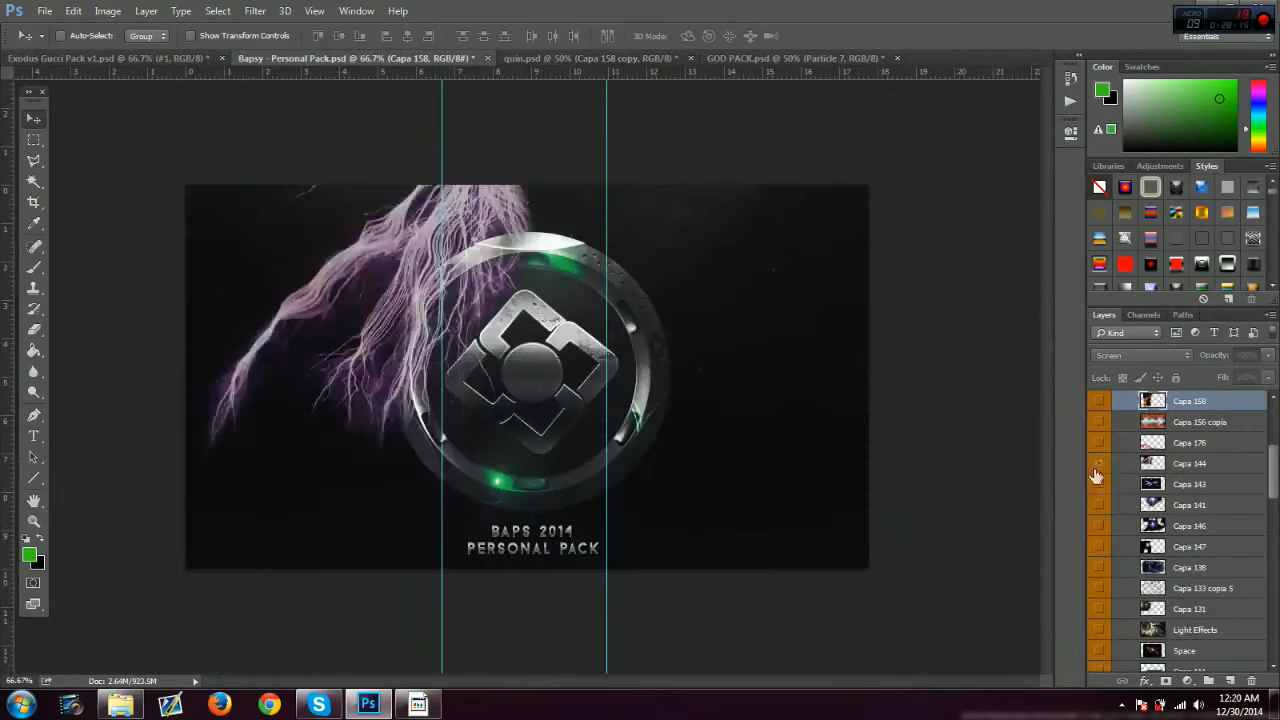 Ps File Edit Image Layer Type Select Filter 3D View Window Help
AERO 19
09 0:28:15
Auto-Select: Group Show Transform Controls 3D Mode: Essentials
Exodus Gucci Pack v1.psd @ 66.7% (#1, RGB/8) * × Bapsy - Personal Pack.psd @ 66.7% (Capa 158, RGB/8#) * × quin.psd @ 50% (Capa 158 copy, RGB/8) * × GOD PACK.psd @ 50% (Particle 7, RGB/8) * ×
Color Swatches
Libraries Adjustments Styles
BAPS 2014
PERSONAL PACK
Layers Channels Paths
Kind
Screen Opacity:
Lock: Fill:
Capa 158
Capa 156 copia
Capa 176
Capa 144
Capa 143
Capa 141
Capa 146
Capa 147
Capa 138
Capa 133 copia 5
Capa 131
Light Effects
Space
66.67% Doc: 2.64M/923.5M
12:20 AM
12/30/2014